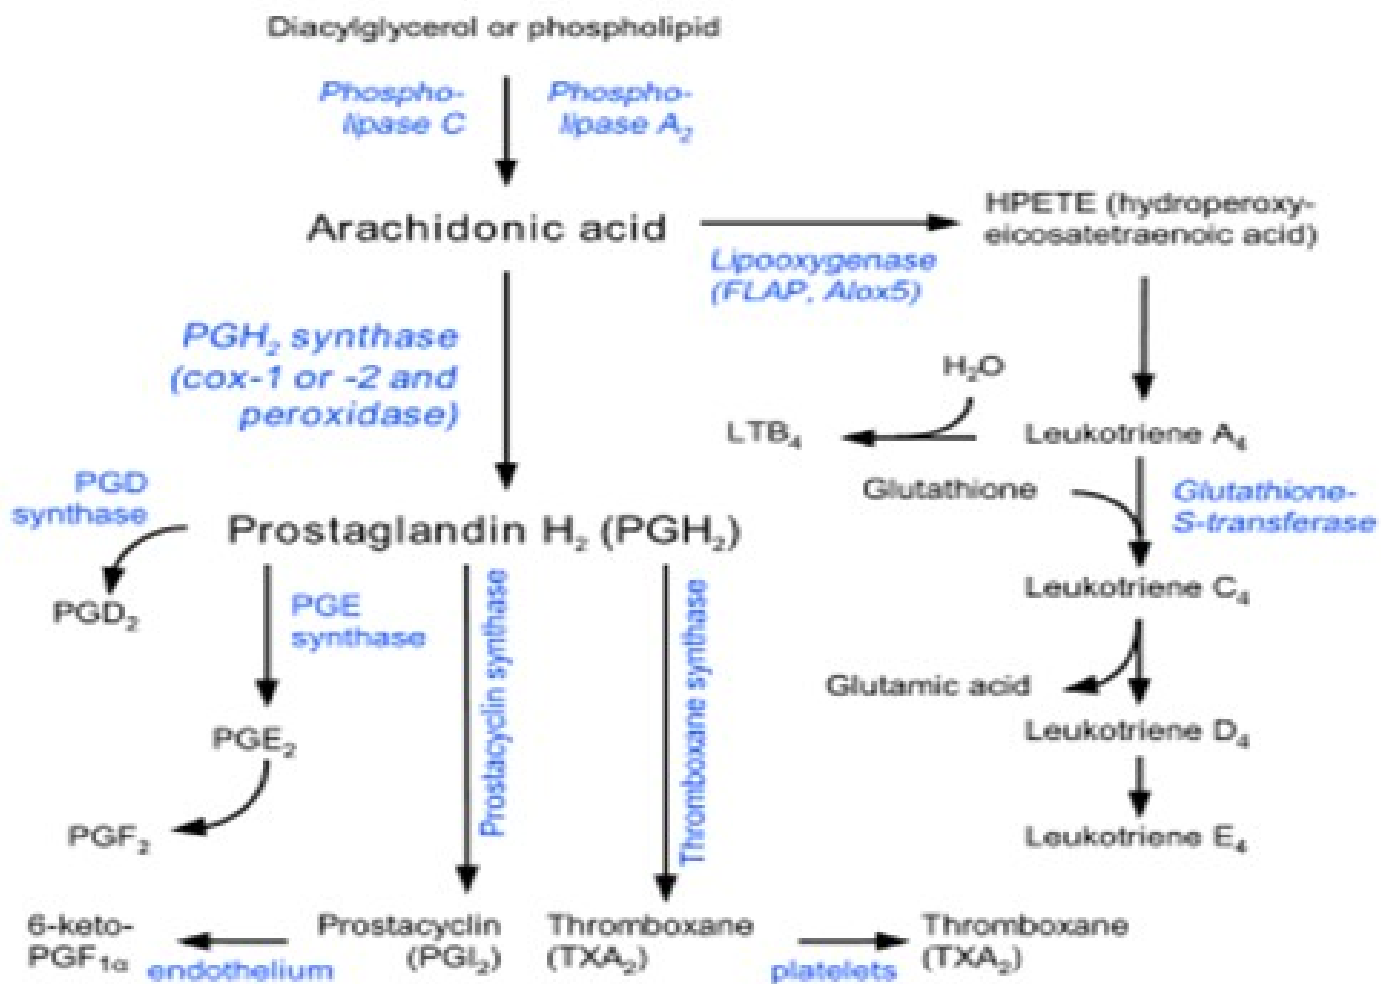 Diacylglycerol or phospholipid
Phospho-
lipase C
Phospho-
lipase A₂
Arachidonic acid
HPETE (hydroperoxy-
eicosatetraenoic acid)
Lipooxygenase
(FLAP, Alox5)
PGH₂ synthase
(cox-1 or -2 and
peroxidase)
H₂O
LTB₄
Leukotriene A₄
Glutathione
Glutathione-
S-transferase
PGD
synthase
Prostaglandin H₂ (PGH₂)
PGD₂
PGE
synthase
Prostacyclin synthase
Thromboxane synthase
Leukotriene C₄
Glutamic acid
Leukotriene D₄
PGE₂
PGF₂
Leukotriene E₄
6-keto-
PGF₁α
endothelium
Prostacyclin
(PGI₂)
Thromboxane
(TXA₂)
platelets
Thromboxane
(TXA₂)